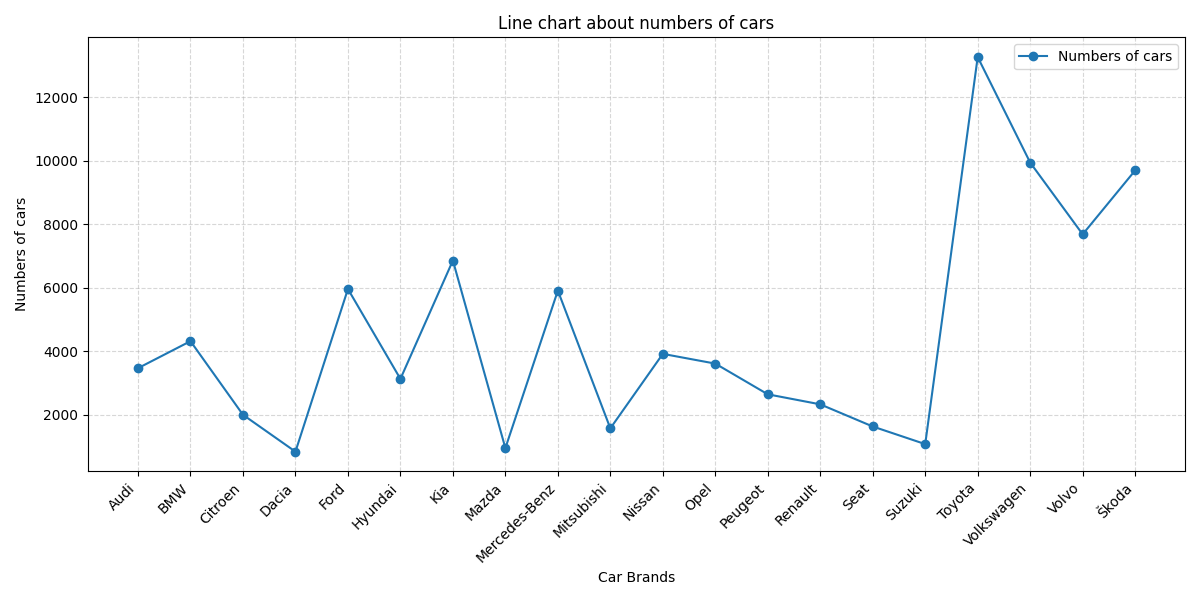 Line chart about numbers of cars
Numbers of cars
12000
10000
8000
6000
4000
2000
Numbers of cars
Audi
BMW
Citroen
Dacia
Ford
Hyundai
Kia
Mazda
Mercedes-Benz
Mitsubishi
Nissan
Opel
Peugeot
Renault
Seat
Suzuki
Toyota
Volkswagen
Volvo
Škoda
Car Brands